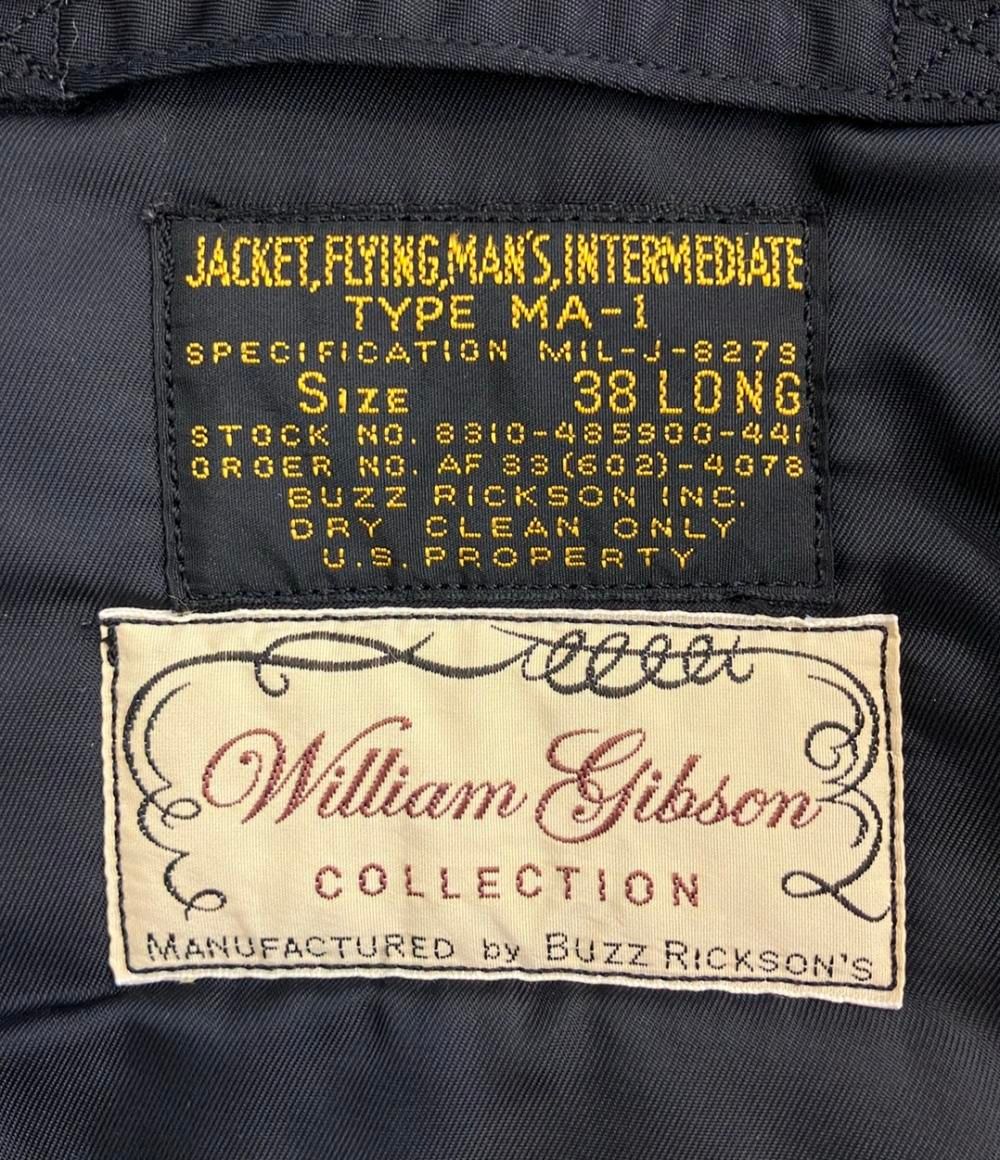 JACKET, FLYING, MAN'S, INTERMEDIATE
TYPE MA-1
SPECIFICATION MIL-J-8279
SIZE 38 LONG
STOCK NO. 8310-485900-441
ORDER NO. AF 33(602)-4078
BUZZ RICKSON INC.
DRY CLEAN ONLY
U.S. PROPERTY
William Gibson
COLLECTION
MANUFACTURED by BUZZ RICKSON'S